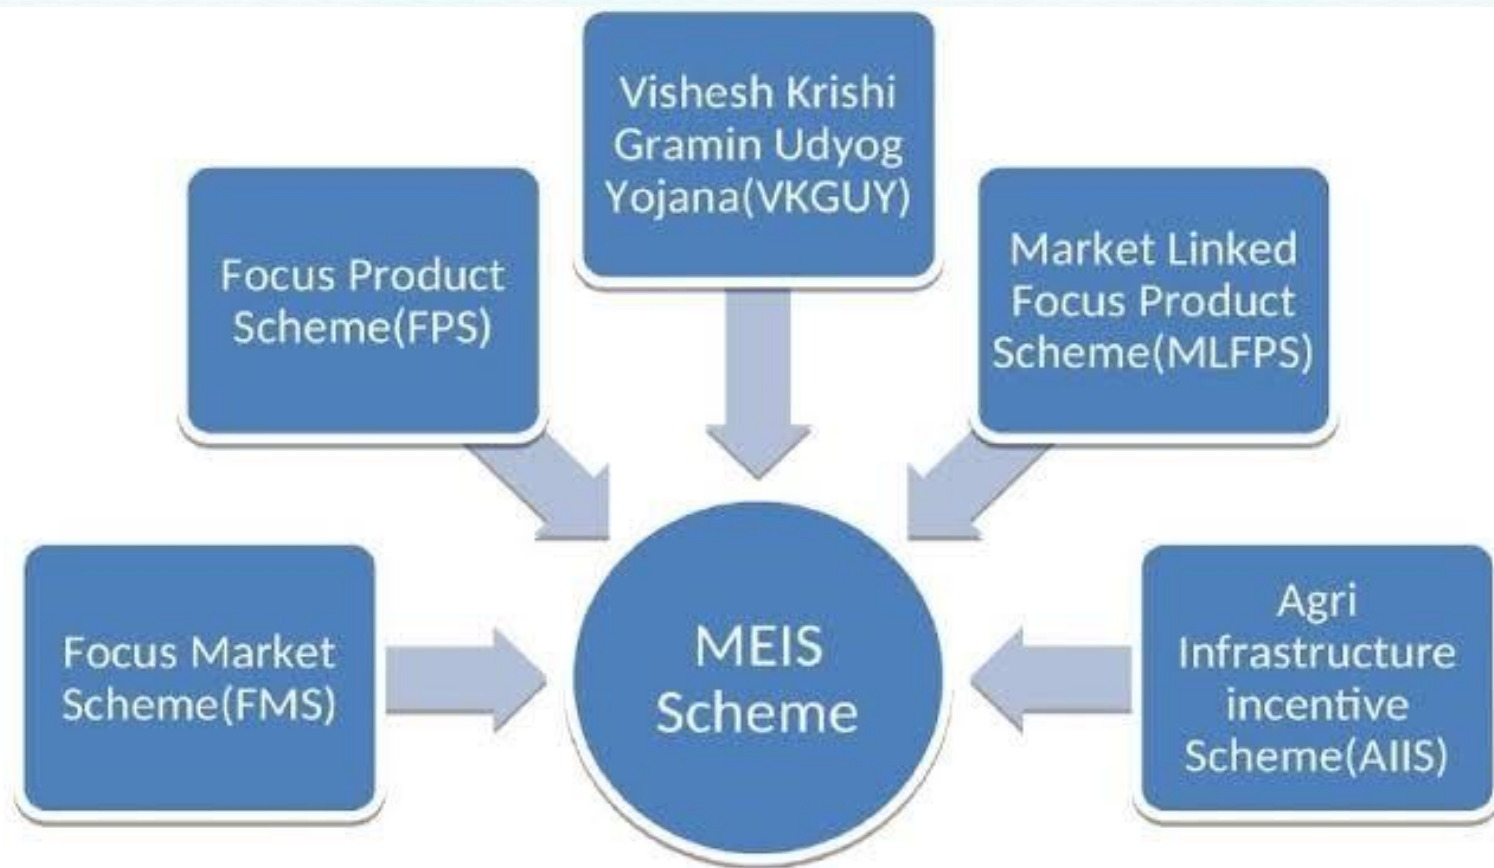 Vishesh Krishi
Gramin Udyog
Yojana(VKGUY)
Focus Product
Scheme(FPS)
Market Linked
Focus Product
Scheme(MLFPS)
Focus Market
Scheme(FMS)
MEIS
Scheme
Agri
Infrastructure
incentive
Scheme(AIIS)